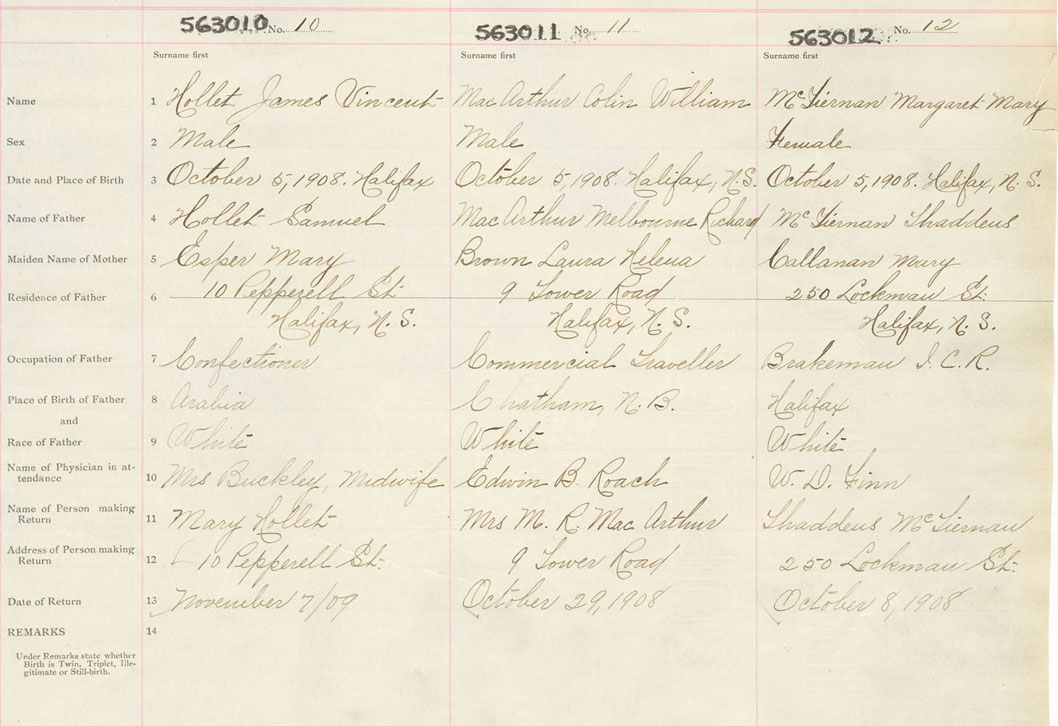 563010 No. 10 563011 No. 11 563012 No. 12
Surname first Surname first Surname first
Name 1 Hollet James Vincent MacArthur Colin William McTiernan Margaret Mary
Sex 2 Male Male Female
Date and Place of Birth 3 October 5, 1908. Halifax October 5, 1908. Halifax, N.S. October 5, 1908. Halifax, N.S.
Name of Father 4 Hollet Samuel MacArthur Melbourne Richard McTiernan Thaddeus
Maiden Name of Mother 5 Esper Mary Brown Laura Helena Callanan Mary
Residence of Father 6 10 Pepperell St. 9 Tower Road 250 Lockman St.
Halifax, N.S. Halifax, N.S. Halifax, N.S.
Occupation of Father 7 Confectioner Commercial Traveller Brakeman I.C.R.
Place of Birth of Father 8 Arabia Chatham, N.B. Halifax
and
Race of Father 9 White White White
Name of Physician in at-
tendance 10 Mrs Buckley, Midwife Edwin B. Roach W. D. Finn
Name of Person making
Return 11 Mary Hollet Mrs M. R. MacArthur Thaddeus McTiernan
Address of Person making
Return 12 10 Pepperell St. 9 Tower Road 250 Lockman St.
Date of Return 13 November 7/09 October 29, 1908 October 8, 1908
REMARKS 14
Under Remarks state whether
Birth is Twin, Triplet, Ille-
gitimate or Still-birth.